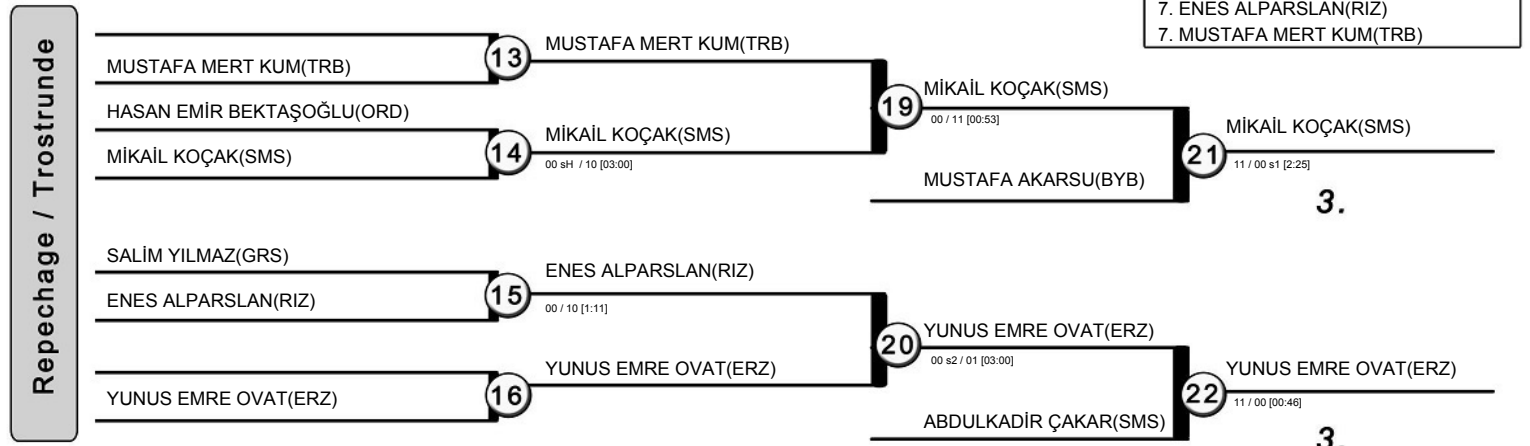 7. ENES ALPARSLAN(RIZ)
7. MUSTAFA MERT KUM(TRB)
Repechage / Trostrunde
MUSTAFA MERT KUM(TRB)
13
MUSTAFA MERT KUM(TRB)
HASAN EMİR BEKTAŞOĞLU(ORD)
MİKAİL KOÇAK(SMS)
14
MİKAİL KOÇAK(SMS)
00 sH / 10 [03:00]
19
MİKAİL KOÇAK(SMS)
00 / 11 [00:53]
MUSTAFA AKARSU(BYB)
21
MİKAİL KOÇAK(SMS)
11 / 00 s1 [2:25]
3.
SALİM YILMAZ(GRS)
ENES ALPARSLAN(RIZ)
15
ENES ALPARSLAN(RIZ)
00 / 10 [1:11]
YUNUS EMRE OVAT(ERZ)
16
YUNUS EMRE OVAT(ERZ)
20
YUNUS EMRE OVAT(ERZ)
00 s2 / 01 [03:00]
ABDULKADİR ÇAKAR(SMS)
22
YUNUS EMRE OVAT(ERZ)
11 / 00 [00:46]
3.